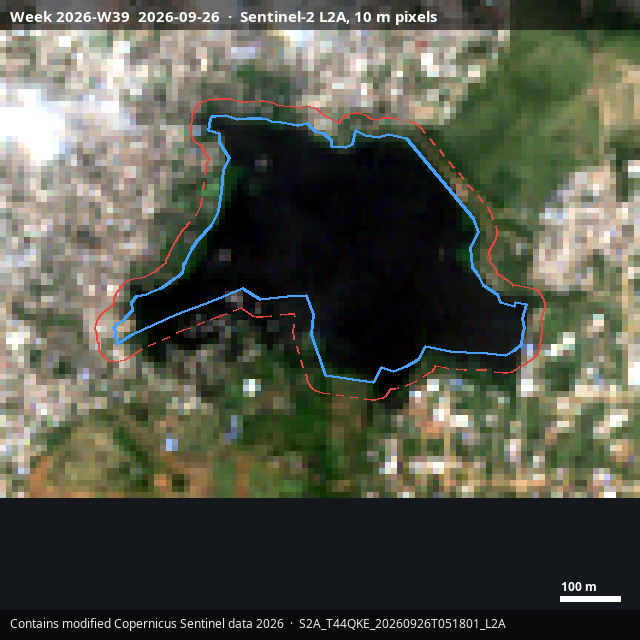 Week 2026-W39 2026-09-26 · Sentinel-2 L2A, 10 m pixels
100 m
Contains modified Copernicus Sentinel data 2026 · S2A_T44QKE_20260926T051801_L2A